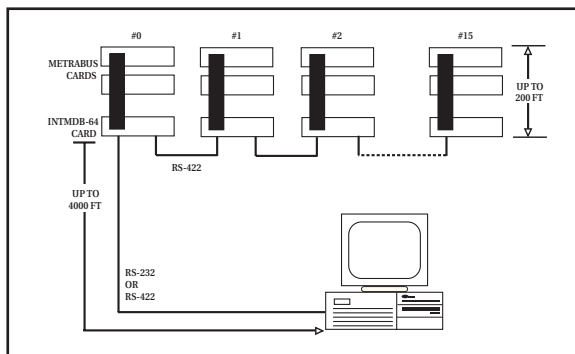 #0 #1 #2 #15
METRABUS
CARDS
UP TO
200 FT
INTMDB-64
CARD
RS-422
UP TO
4000 FT
RS-232
OR
RS-422